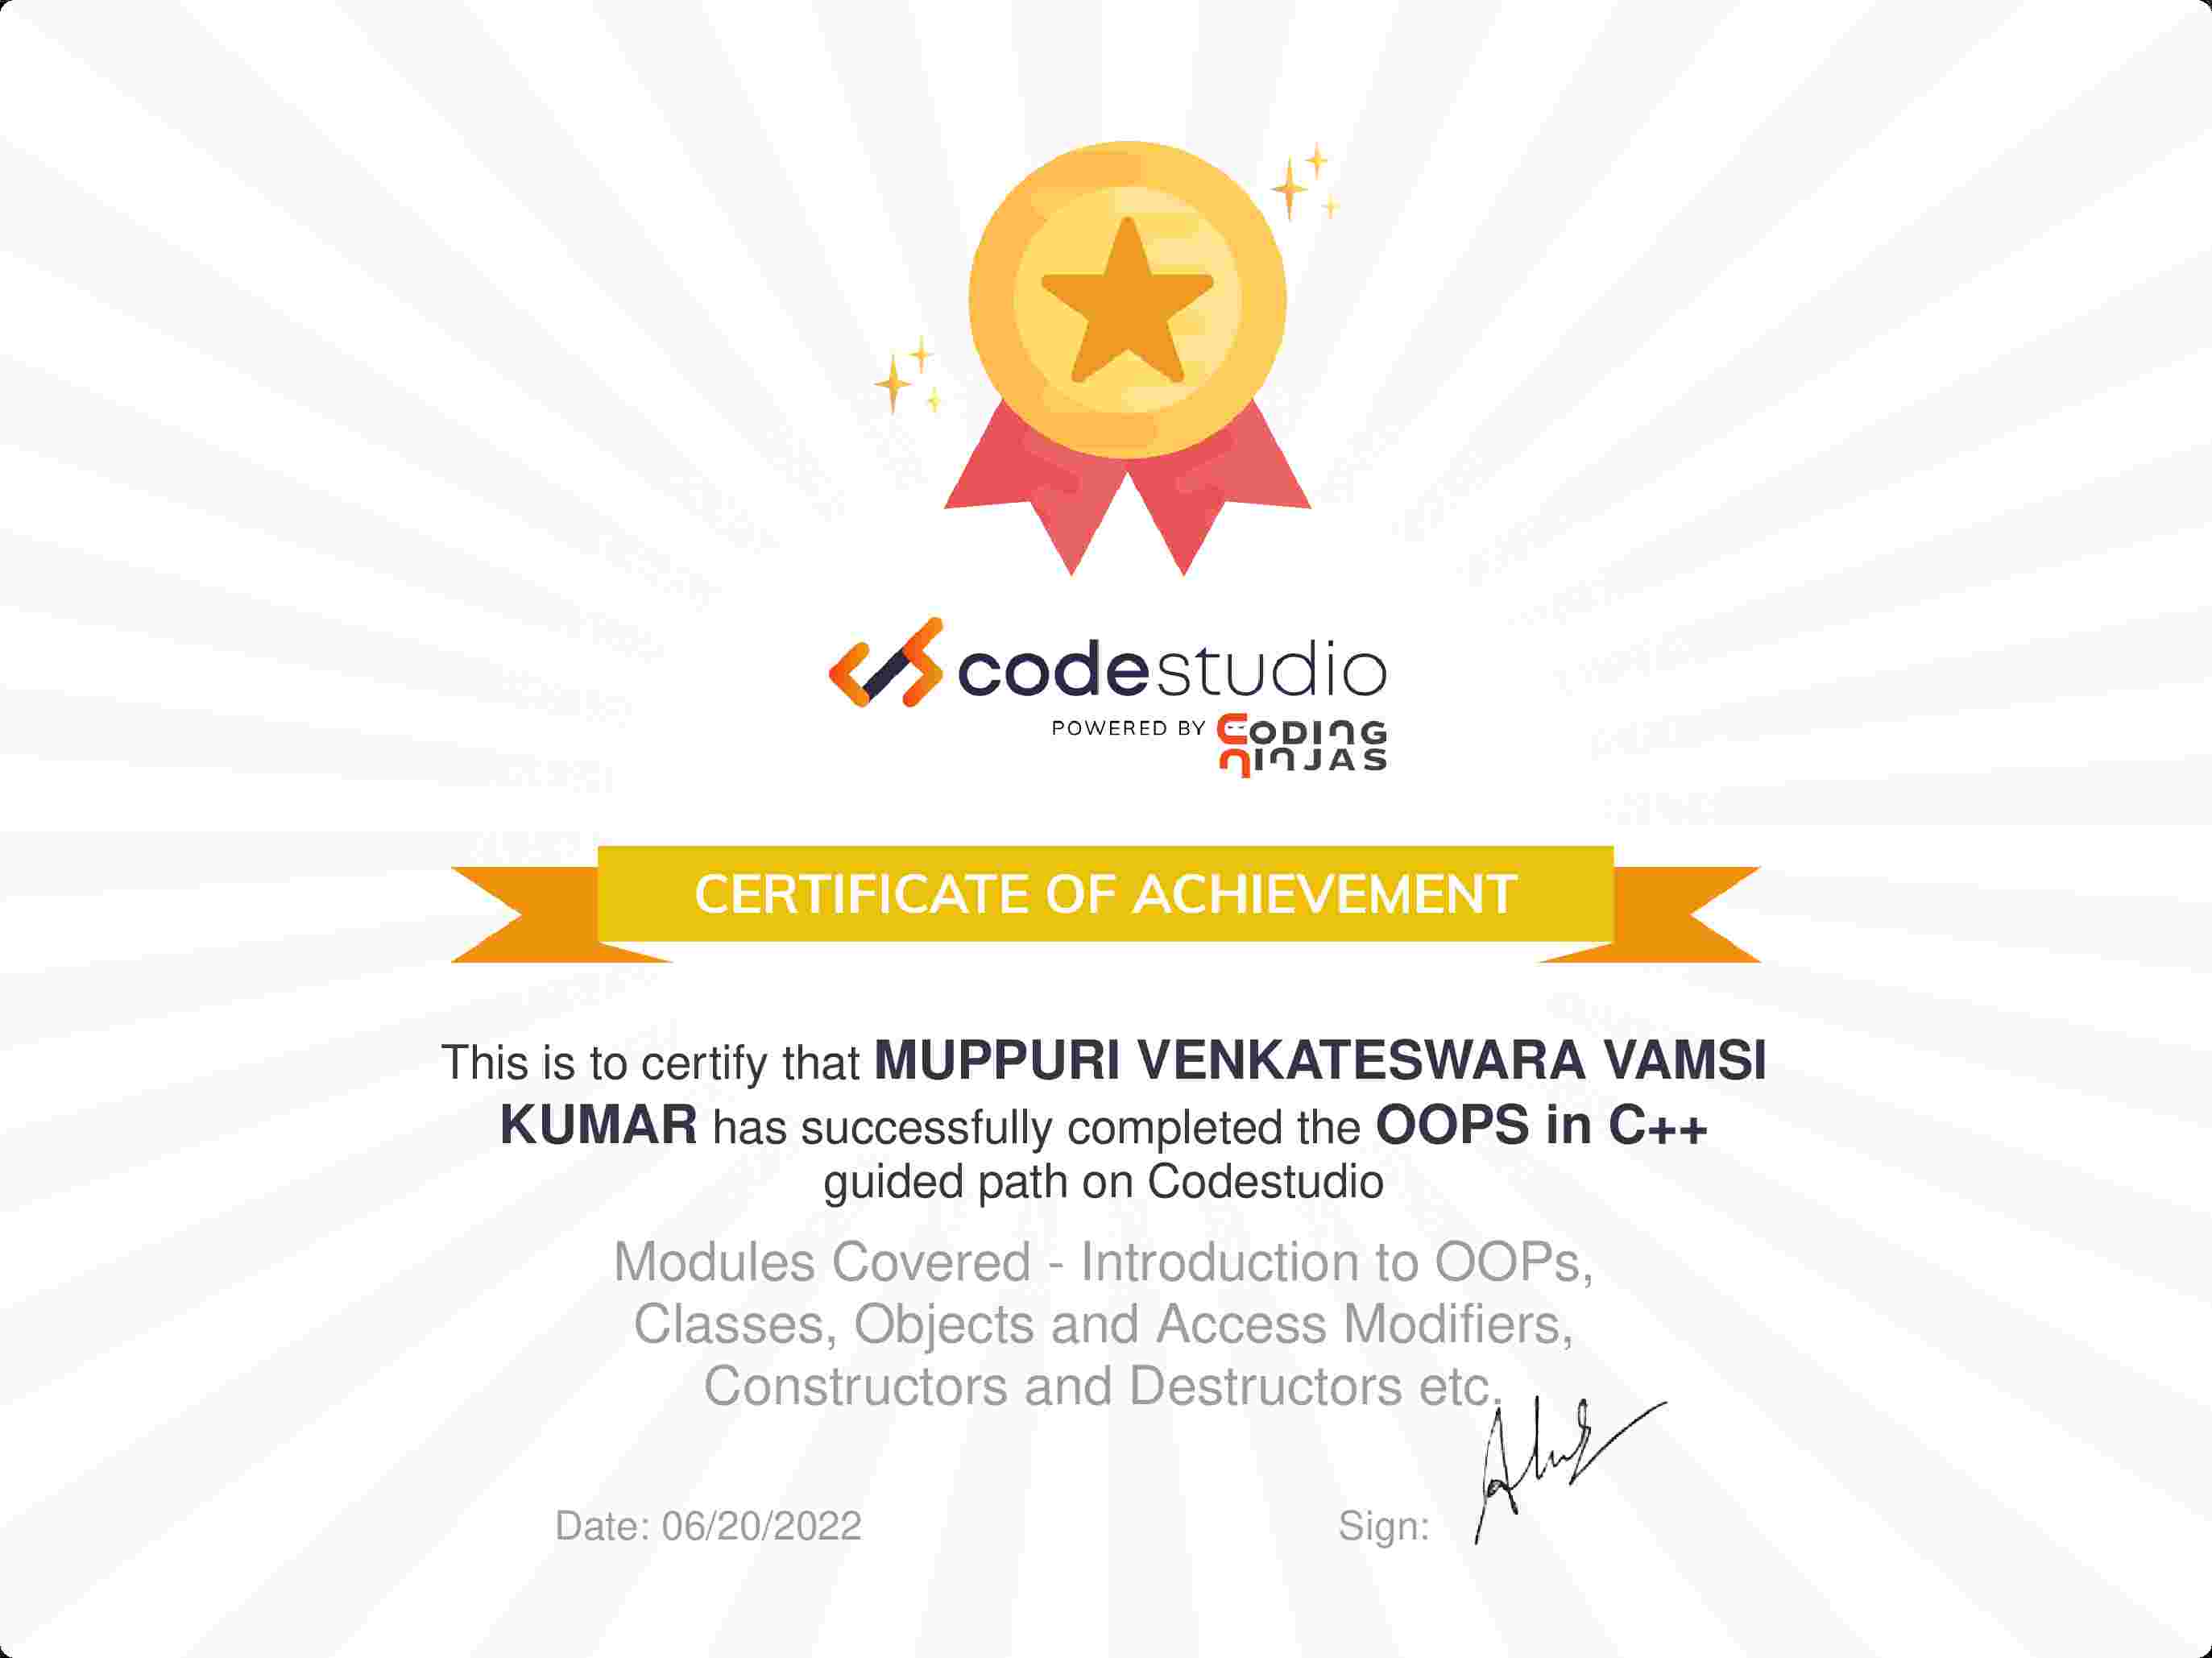 codestudio
POWERED BY CODING
NINJAS
CERTIFICATE OF ACHIEVEMENT
This is to certify that MUPPURI VENKATESWARA VAMSI
KUMAR has successfully completed the OOPS in C++
guided path on Codestudio
Modules Covered - Introduction to OOPs,
Classes, Objects and Access Modifiers,
Constructors and Destructors etc.
Date: 06/20/2022
Sign: